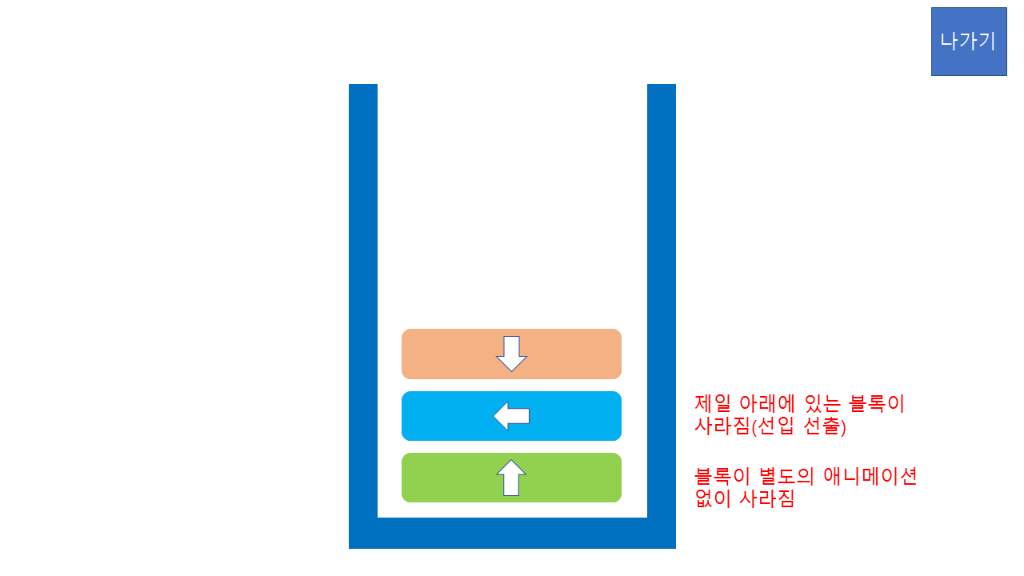 나가기
제일 아래에 있는 블록이
사라짐(선입 선출)
블록이 별도의 애니메이션
없이 사라짐